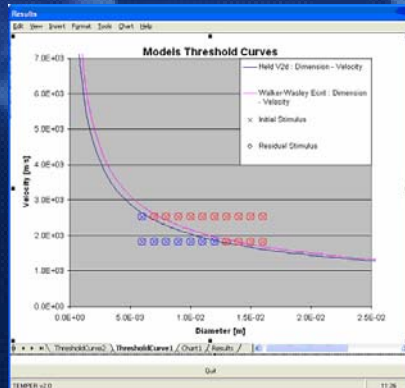 Results
Edit View Insert Format Tools Chart Help
Models Threshold Curves
7.0E+03
6.0E+03
5.0E+03
4.0E+03
3.0E+03
2.0E+03
1.0E+03
0.0E+00
Velocity [m/s]
Held V2d : Dimension - Velocity
Walker-Wasley Ecrit : Dimension - Velocity
Initial Stimulus
Residual Stimulus
0.0E+00 5.0E-03 1.0E-02 1.5E-02 2.0E-02 2.5E-02
Diameter [m]
ThresholdCurve2 / ThresholdCurve1 / Chart1 / Results /
Quit
TEMPER v2.0 11:26